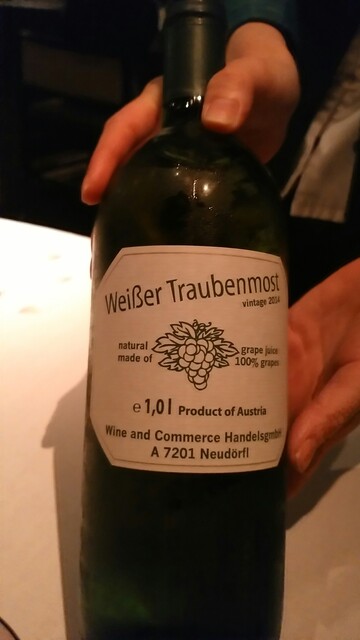 Weißer Traubenmost
vintage 2014
natural grape juice
made of 100% grapes
e 1,0 l Product of Austria
Wine and Commerce HandelsgmbH
A 7201 Neudörfl